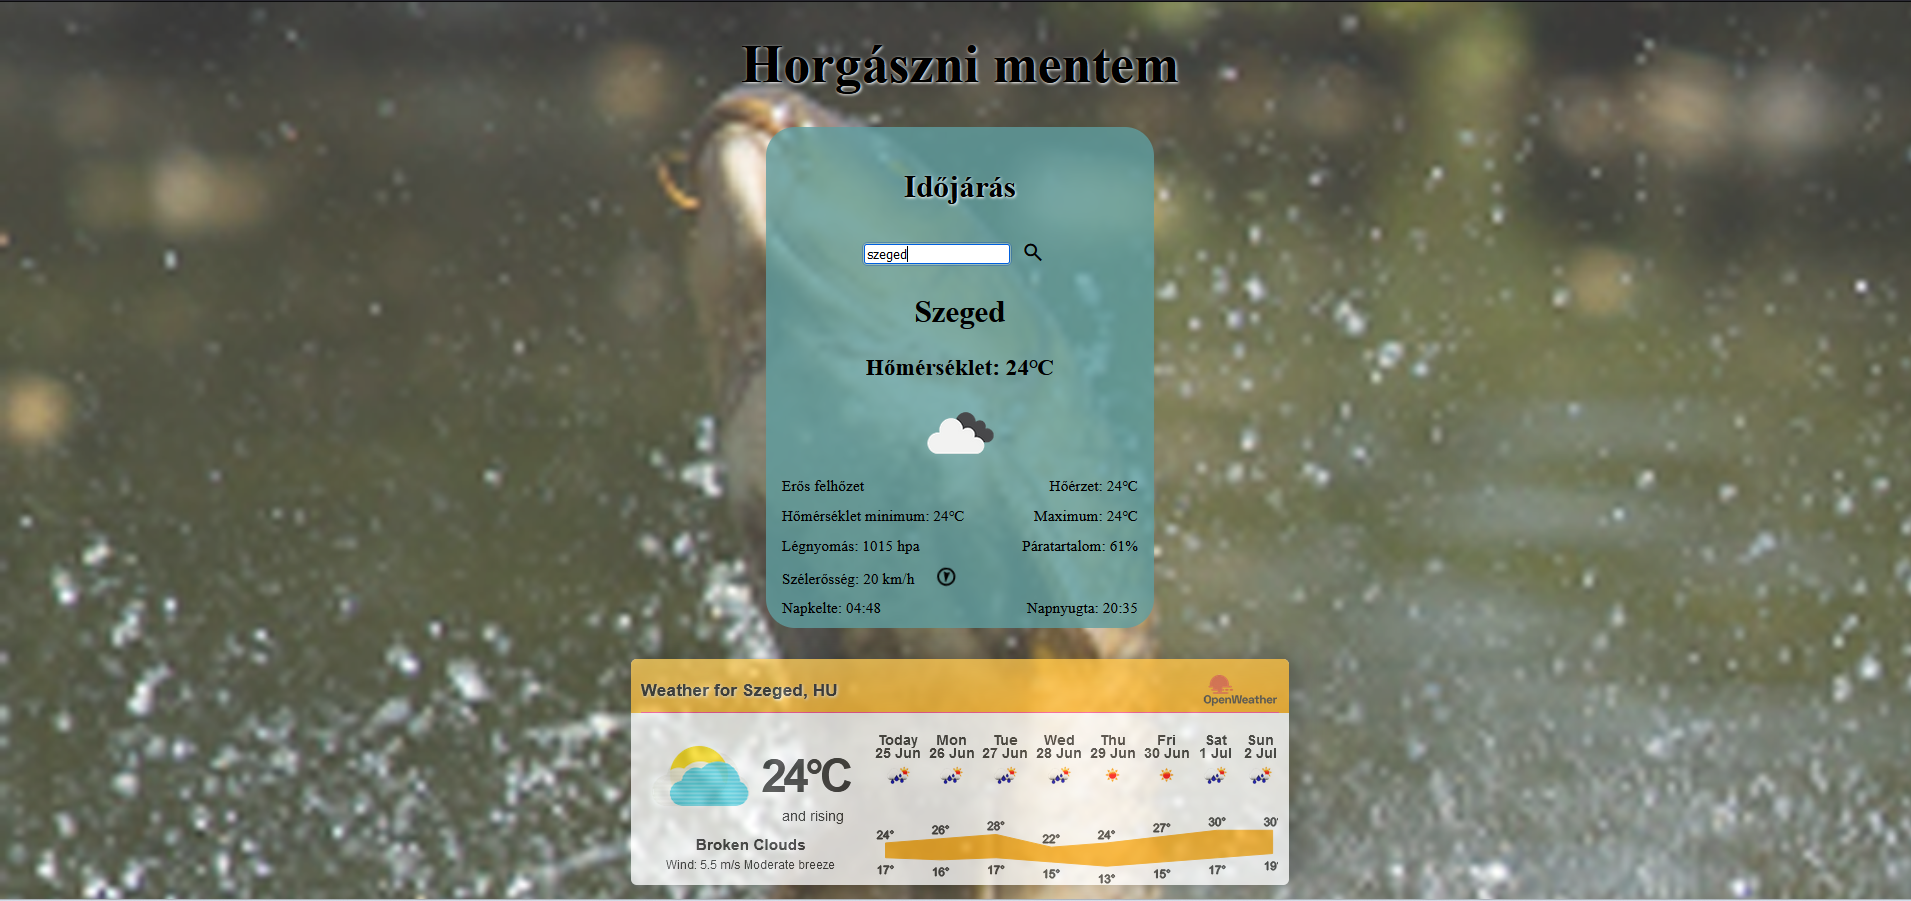 Horgászni mentem
Időjárás
szeged
Szeged
Hőmérséklet: 24°C
Erős felhőzet Hőérzet: 24°C
Hőmérséklet minimum: 24°C Maximum: 24°C
Légnyomás: 1015 hpa Páratartalom: 61%
Szélerősség: 20 km/h
Napkelte: 04:48 Napnyugta: 20:35
Weather for Szeged, HU OpenWeather
Today Mon Tue Wed Thu Fri Sat Sun
25 Jun 26 Jun 27 Jun 28 Jun 29 Jun 30 Jun 1 Jul 2 Jul
24°C
and rising
Broken Clouds
Wind: 5.5 m/s Moderate breeze
24° 26° 28° 22° 24° 27° 30° 30°
17° 16° 17° 15° 13° 15° 17° 19°